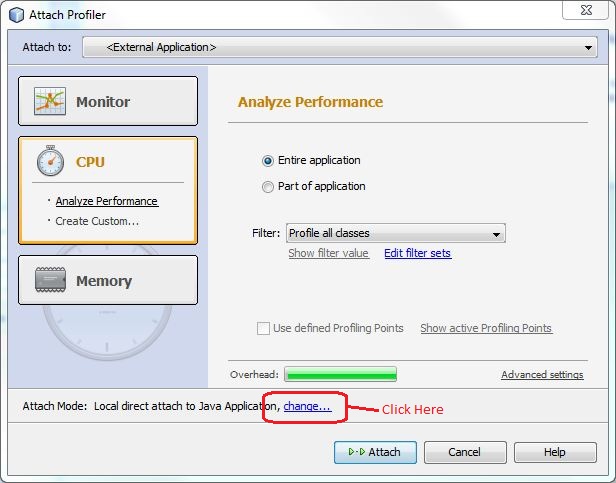 Attach Profiler
Attach to: <External Application>
Monitor
CPU
· Analyze Performance
· Create Custom...
Memory
Analyze Performance
Entire application
Part of application
Filter: Profile all classes
Show filter value Edit filter sets
Use defined Profiling Points Show active Profiling Points
Overhead: Advanced settings
Attach Mode: Local direct attach to Java Application, change... Click Here
Attach Cancel Help